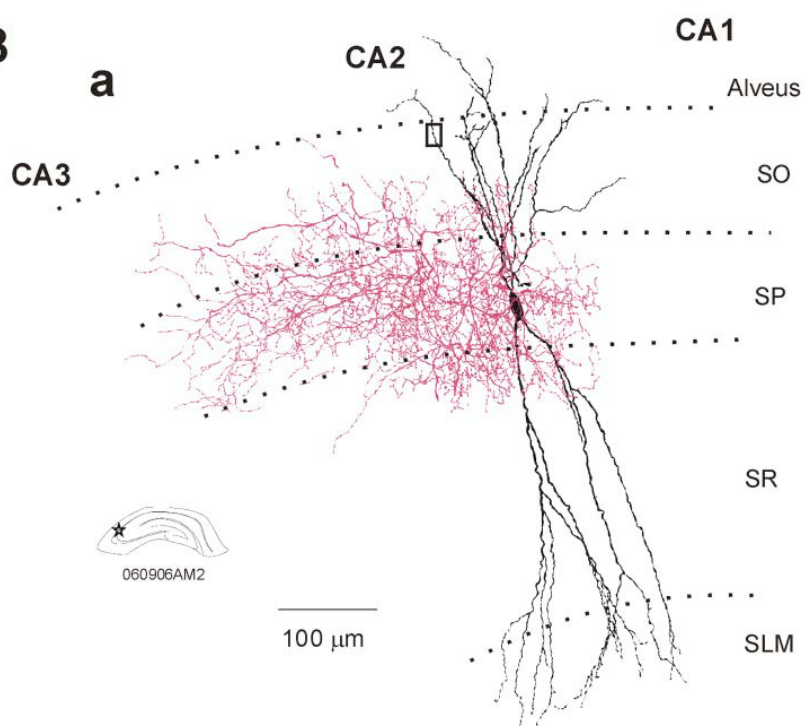 B
a
CA2
CA1
Alveus
CA3
SO
SP
SR
060906AM2
100 μm
SLM